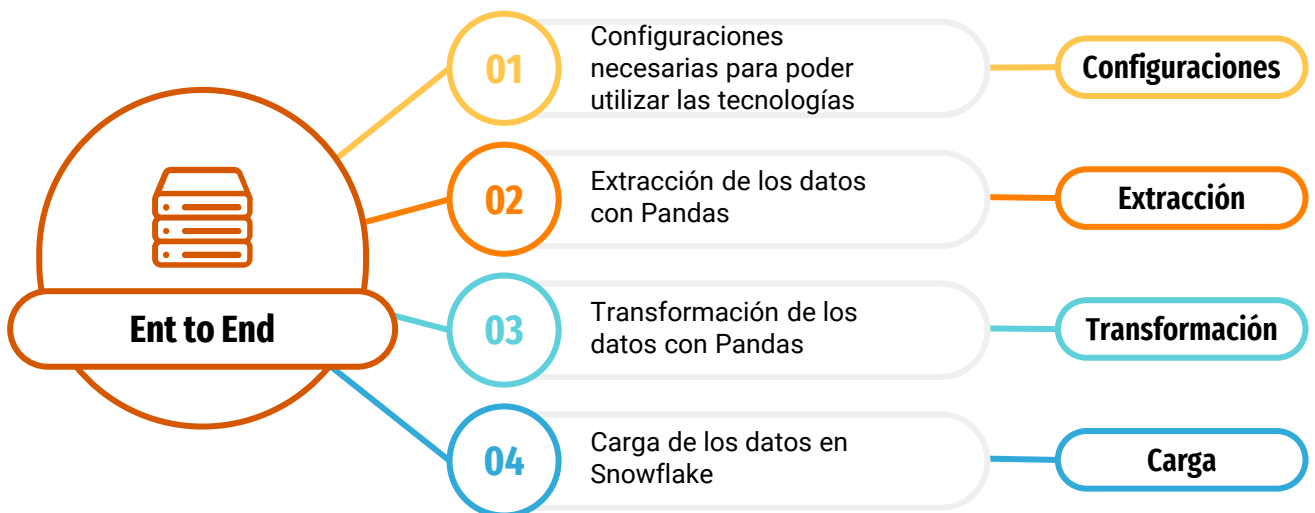 01
Configuraciones
necesarias para poder
utilizar las tecnologías
Configuraciones
02
Extracción de los datos
con Pandas
Extracción
Ent to End
03
Transformación de los
datos con Pandas
Transformación
04
Carga de los datos en
Snowflake
Carga